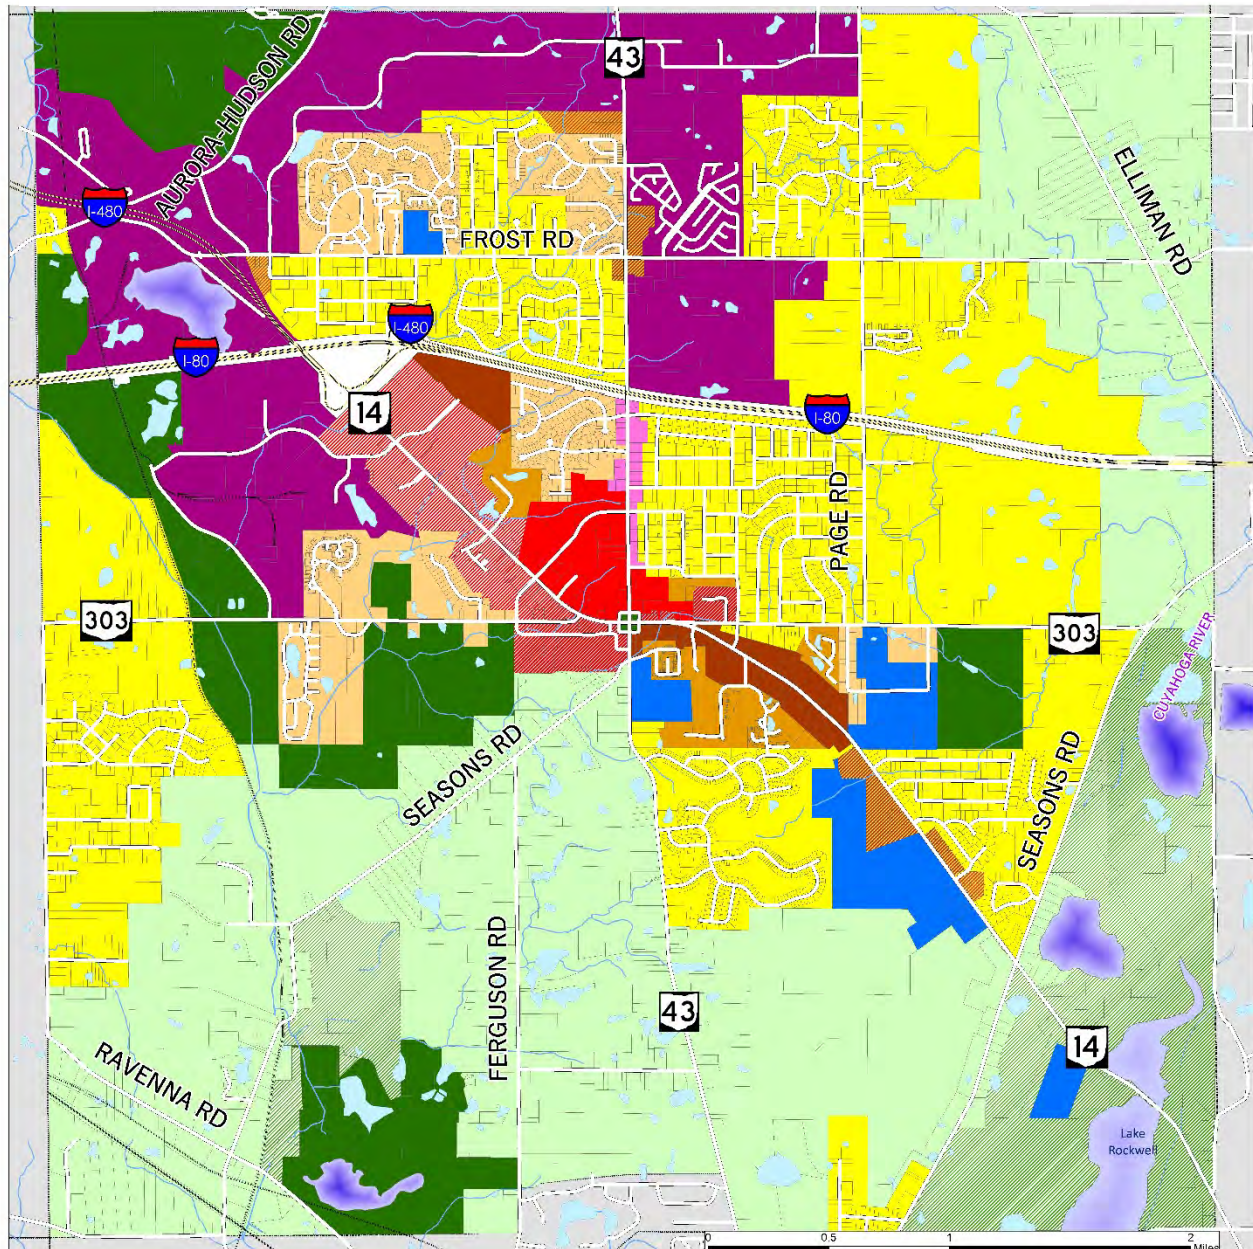 43
AURORA-HUDSON RD
ELLIMAN RD
I-480
FROST RD
I-480
I-80
14
I-80
PAGE RD
303
303
CUYAHOGA RIVER
SEASONS RD
SEASONS RD
FERGUSON RD
43
14
RAVENNA RD
Lake
Rockwell
0 0.5 1 2
Miles